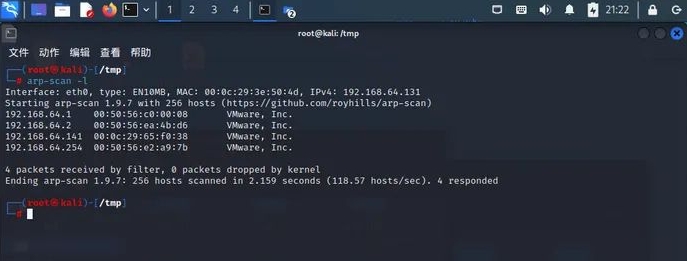 1 2 3 4
2
21:22
root@kali: /tmp
文件 动作 编辑 查看 帮助
(root㉿kali)-[/tmp]
# arp-scan -l
Interface: eth0, type: EN10MB, MAC: 00:0c:29:3e:50:4d, IPv4: 192.168.64.131
Starting arp-scan 1.9.7 with 256 hosts (https://github.com/royhills/arp-scan)
192.168.64.1 00:50:56:c0:00:08 VMware, Inc.
192.168.64.2 00:50:56:ea:4b:d6 VMware, Inc.
192.168.64.141 00:0c:29:65:f0:38 VMware, Inc.
192.168.64.254 00:50:56:e2:a9:7b VMware, Inc.
4 packets received by filter, 0 packets dropped by kernel
Ending arp-scan 1.9.7: 256 hosts scanned in 2.159 seconds (118.57 hosts/sec). 4 responded
(root㉿kali)-[/tmp]
#